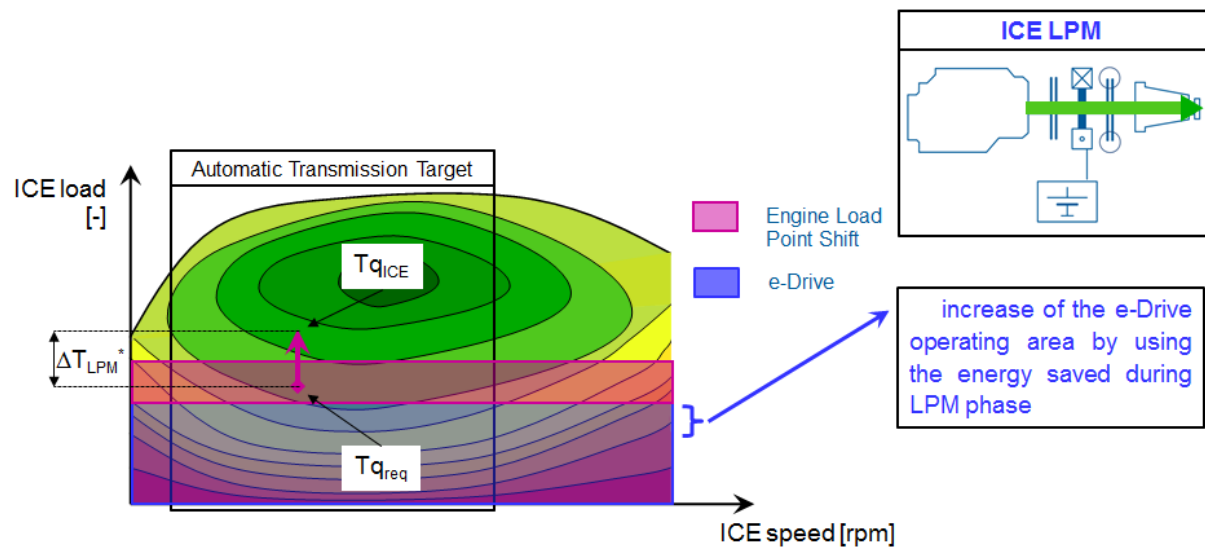 ICE LPM
Automatic Transmission Target
ICE load
[-]
Engine Load
Point Shift
e-Drive
Tq_ICE
ΔT_LPM*
Tq_req
increase of the e-Drive
operating area by using
the energy saved during
LPM phase
ICE speed [rpm]